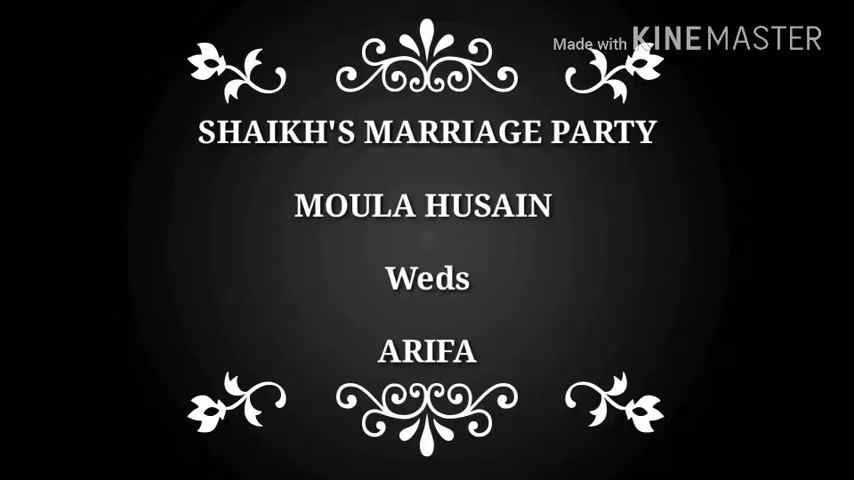 Made with KINEMASTER
SHAIKH'S MARRIAGE PARTY
MOULA HUSAIN
Weds
ARIFA